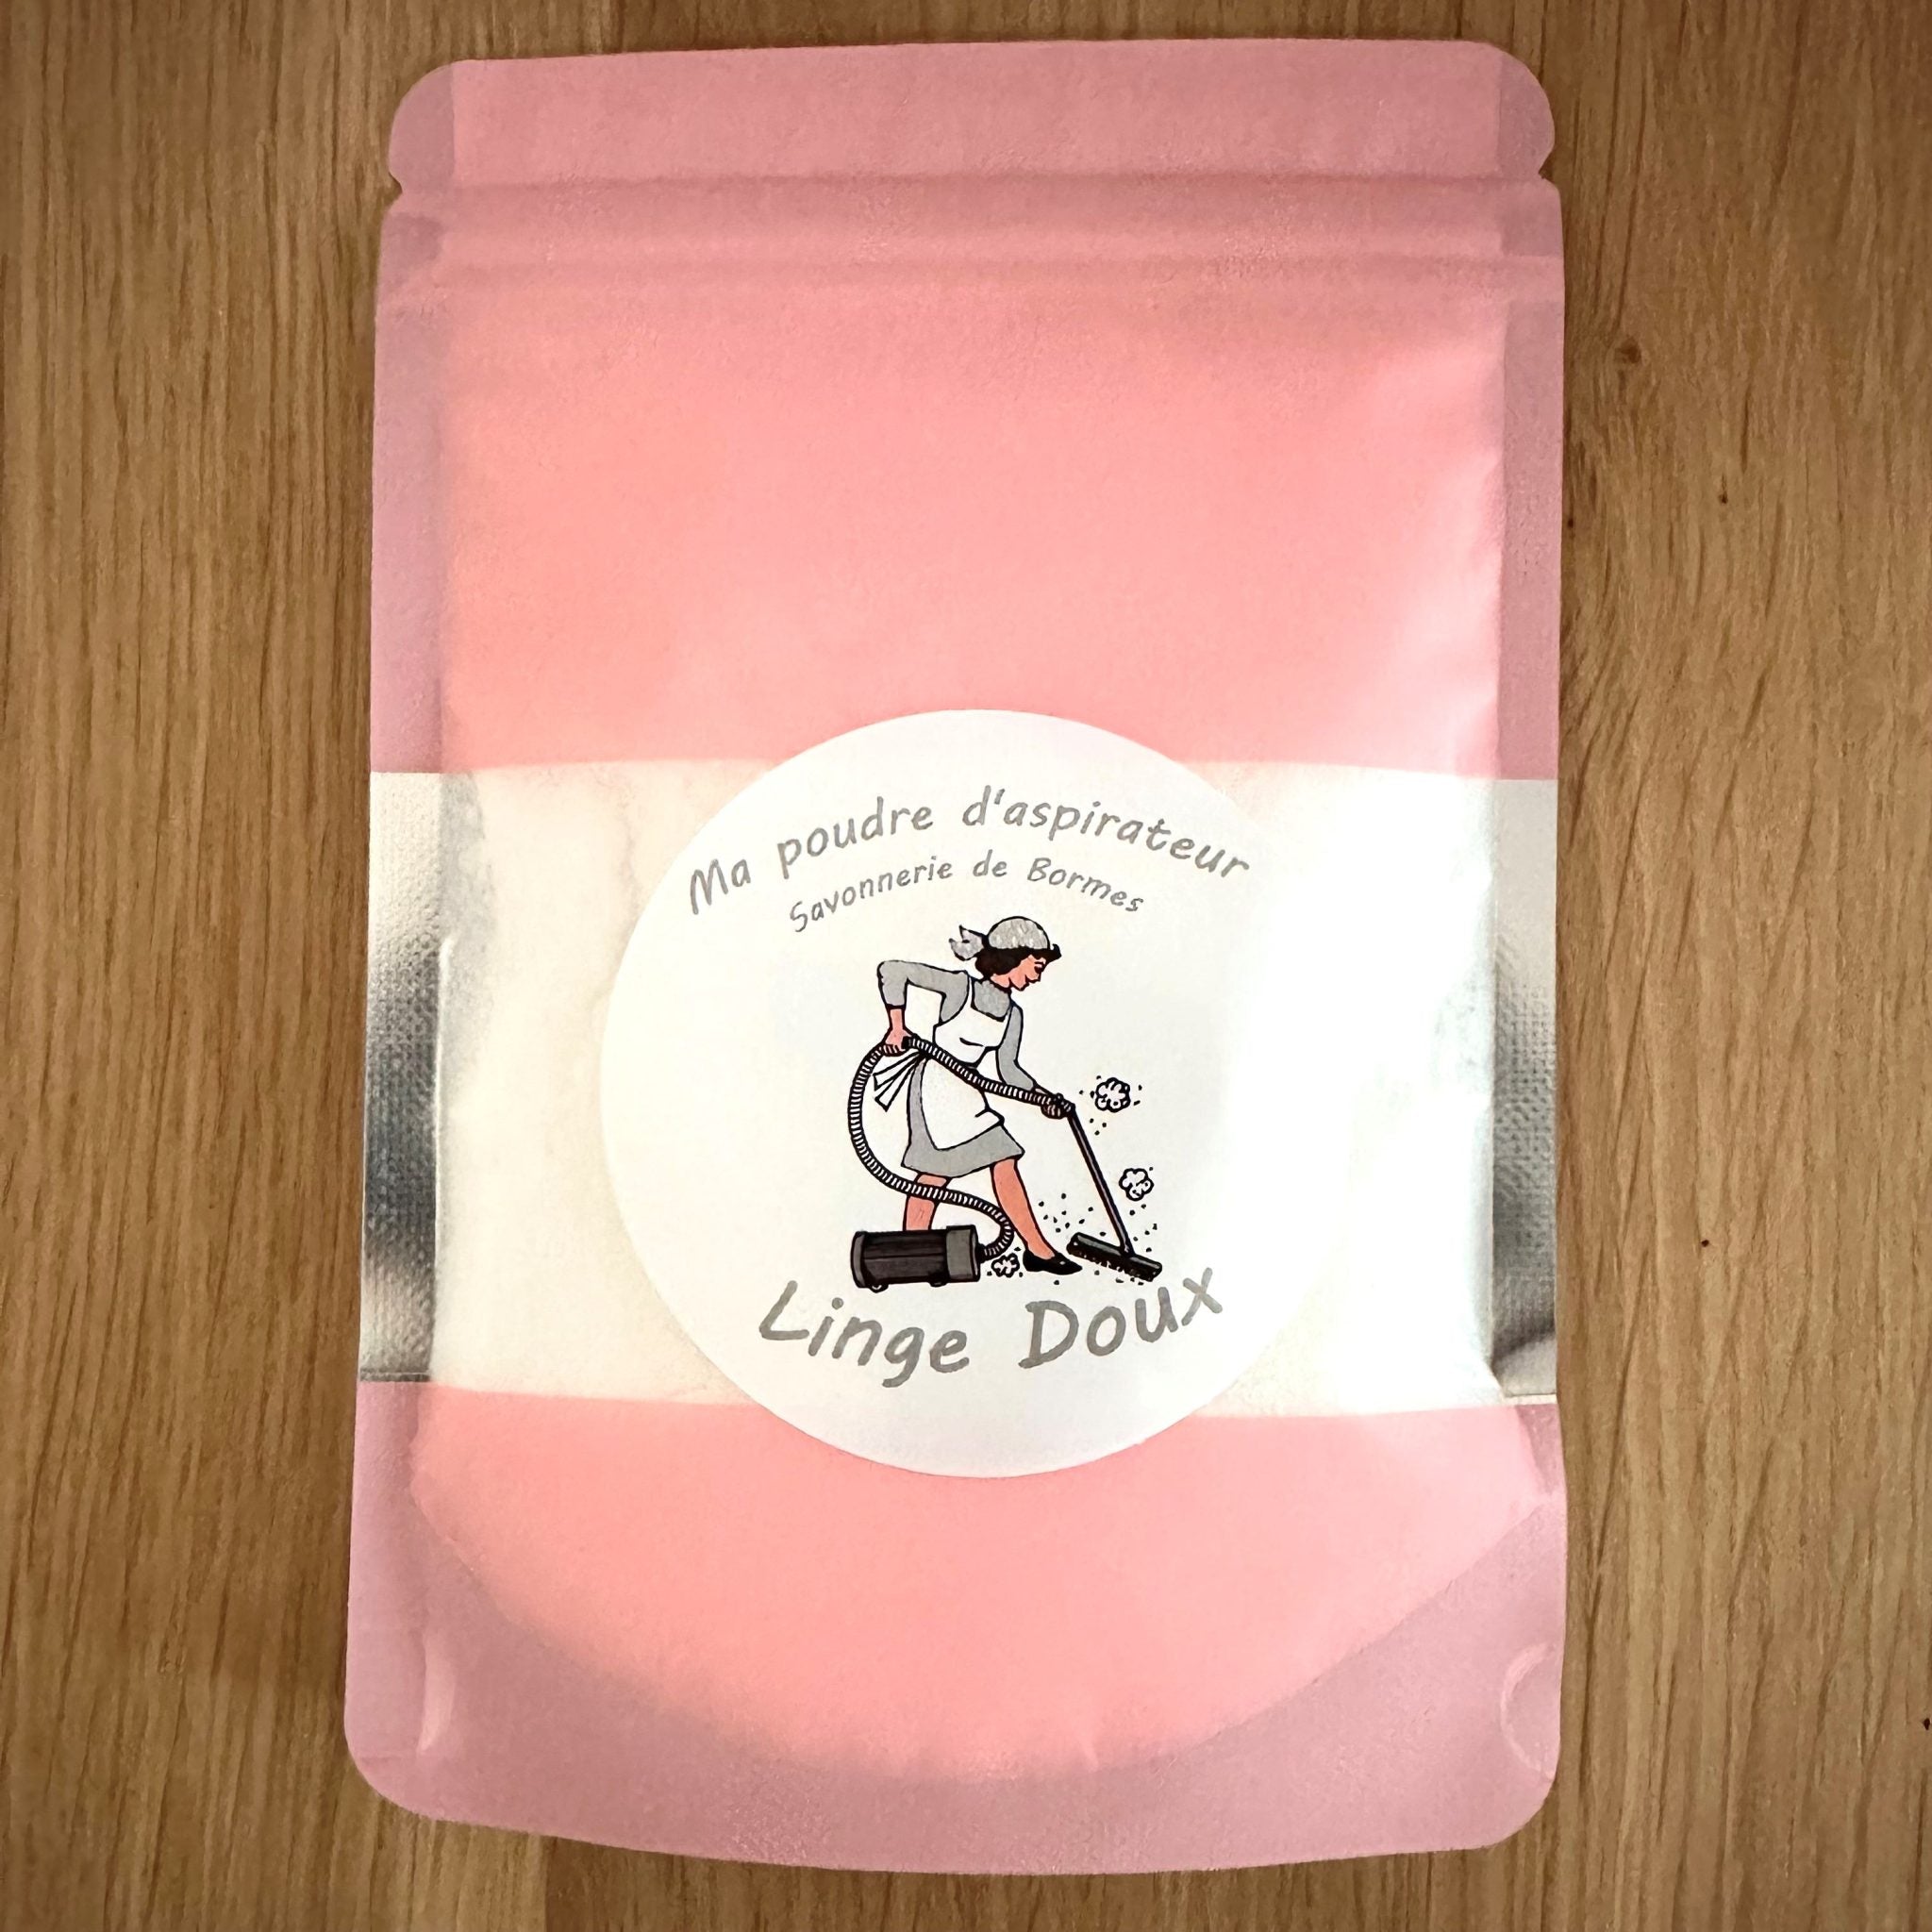 Ma poudre d'aspirateur
Savonnerie de Bormes
Linge Doux